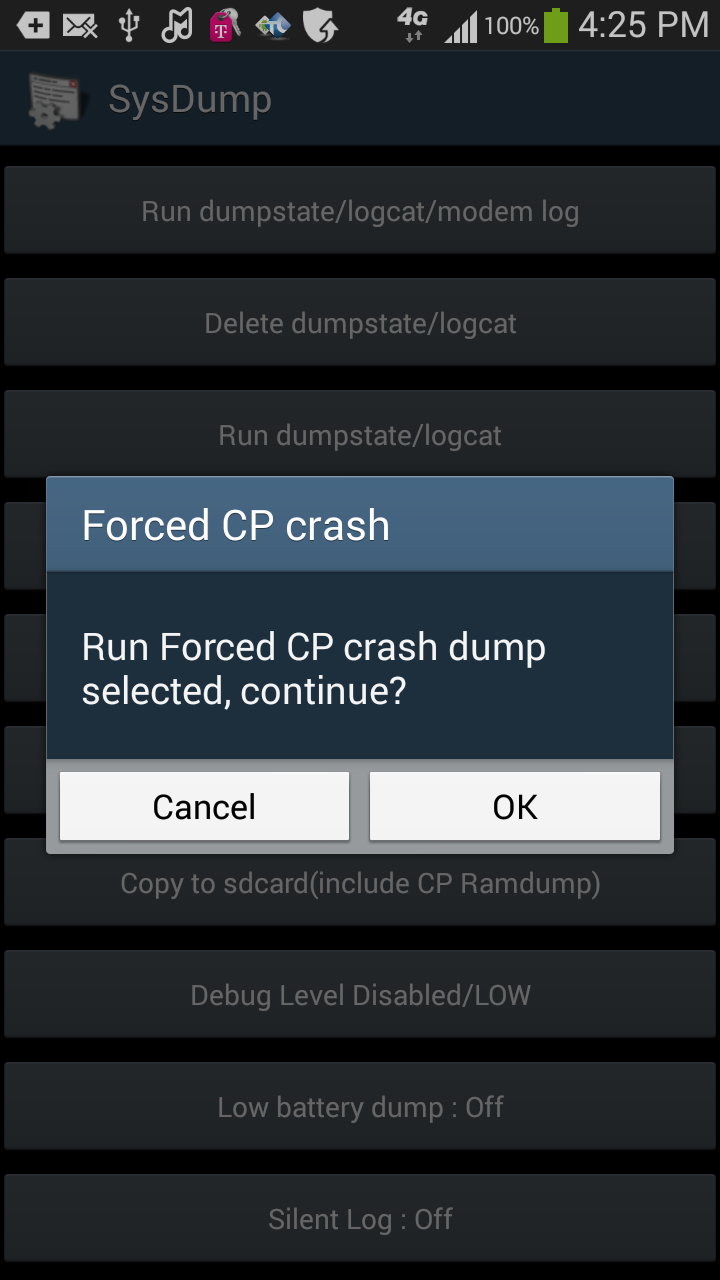 4G 100% 4:25 PM
SysDump
Run dumpstate/logcat/modem log
Delete dumpstate/logcat
Run dumpstate/logcat
Forced CP crash
Run Forced CP crash dump
selected, continue?
Cancel OK
Copy to sdcard(include CP Ramdump)
Debug Level Disabled/LOW
Low battery dump : Off
Silent Log : Off